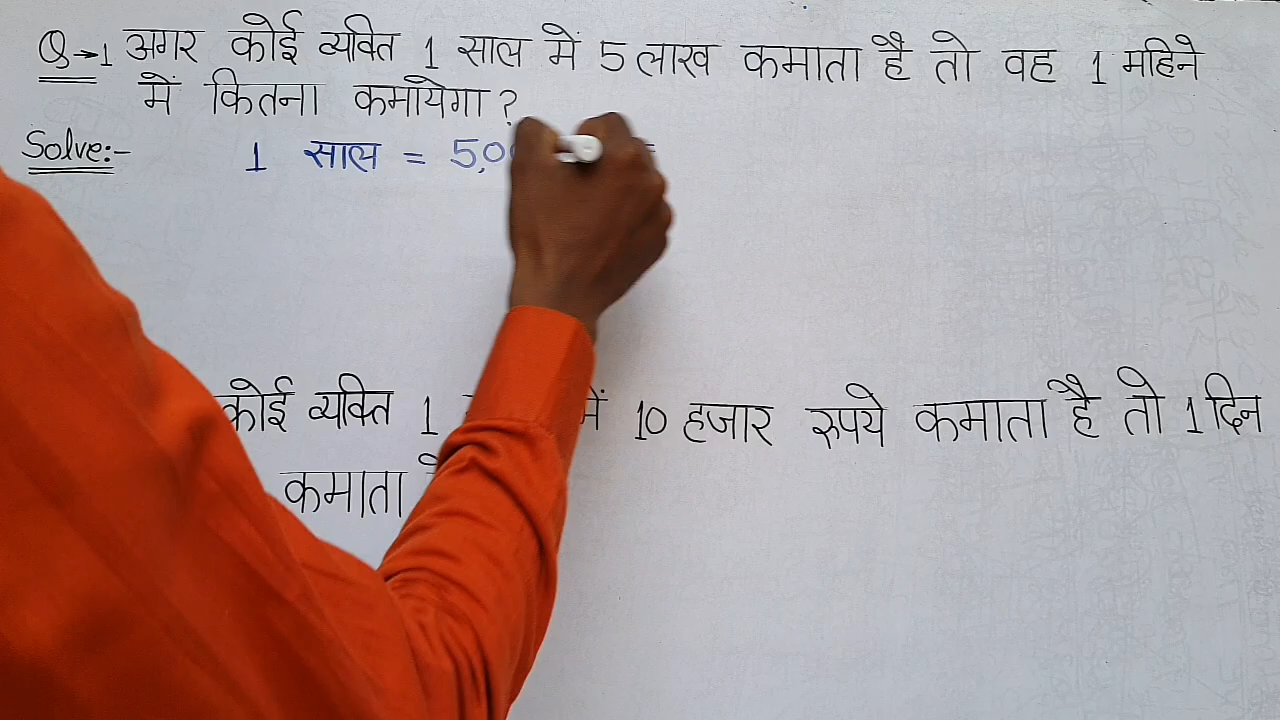 Q→1 अगर कोई व्यक्ति 1 साल में 5 लाख कमाता है तो वह 1 महिने
में कितना कमायेगा ?
Solve:- 1 साल = 5,0
कोई व्यक्ति 1 में 10 हजार रुपये कमाता है तो 1 दिन
कमाता